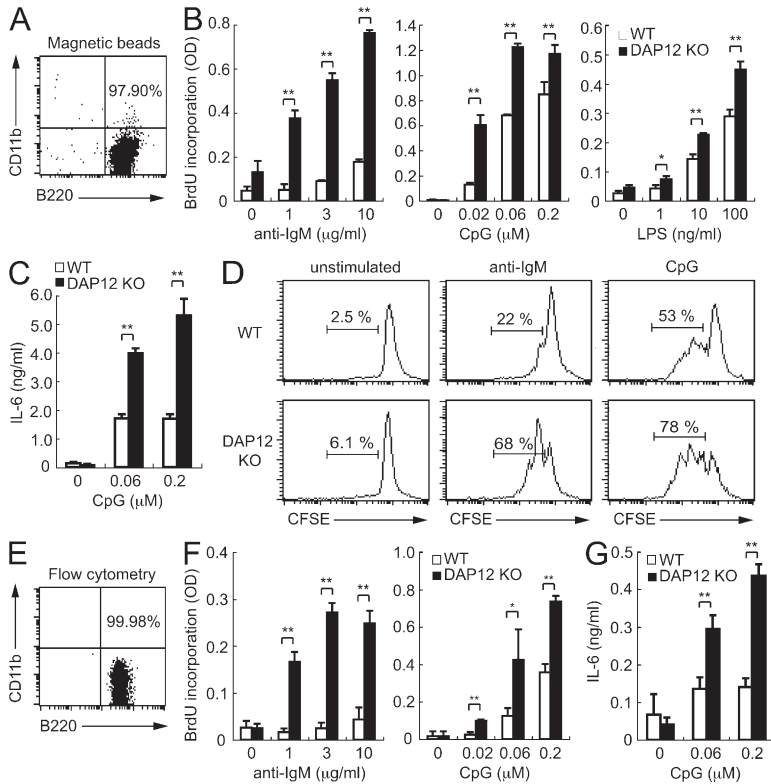 A
Magnetic beads
97.90%
CD11b
B220
B
BrdU incorporation (OD)
0.8
0.6
0.4
0.2
0
** ** **
0 1 3 10
anti-IgM (μg/ml)
1.4
1.2
1.0
0.8
0.6
0.4
0.2
0
** ** **
0 0.02 0.06 0.2
CpG (μM)
WT
DAP12 KO
0.6
0.5
0.4
0.3
0.2
0.1
0
* ** **
0 1 10 100
LPS (ng/ml)
C
WT
DAP12 KO
IL-6 (ng/ml)
6.0
5.0
4.0
3.0
2.0
1.0
0
** **
0 0.06 0.2
CpG (μM)
D
unstimulated anti-IgM CpG
WT
2.5 % 22 % 53 %
DAP12
KO
6.1 % 68 % 78 %
CFSE CFSE CFSE
E
Flow cytometry
99.98%
CD11b
B220
F
BrdU incorporation (OD)
0.4
0.3
0.2
0.1
0
** ** **
0 1 3 10
anti-IgM (μg/ml)
WT
DAP12 KO
1.0
0.8
0.6
0.4
0.2
0
** * **
0 0.02 0.06 0.2
CpG (μM)
G
WT
DAP12 KO
IL-6 (ng/ml)
0.5
0.4
0.3
0.2
0.1
0
** **
0 0.06 0.2
CpG (μM)